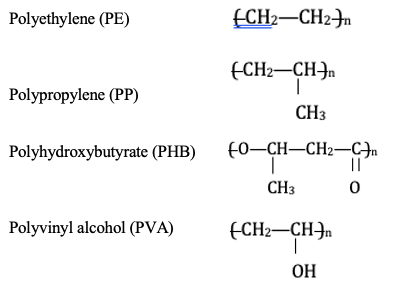 Polyethylene (PE) ⁅CH2—CH2⁆n
⁅CH2—CH⁆n
|
Polypropylene (PP)
CH3
Polyhydroxybutyrate (PHB) ⁅O—CH—CH2—C⁆n
| ||
CH3 O
Polyvinyl alcohol (PVA) ⁅CH2—CH⁆n
|
OH